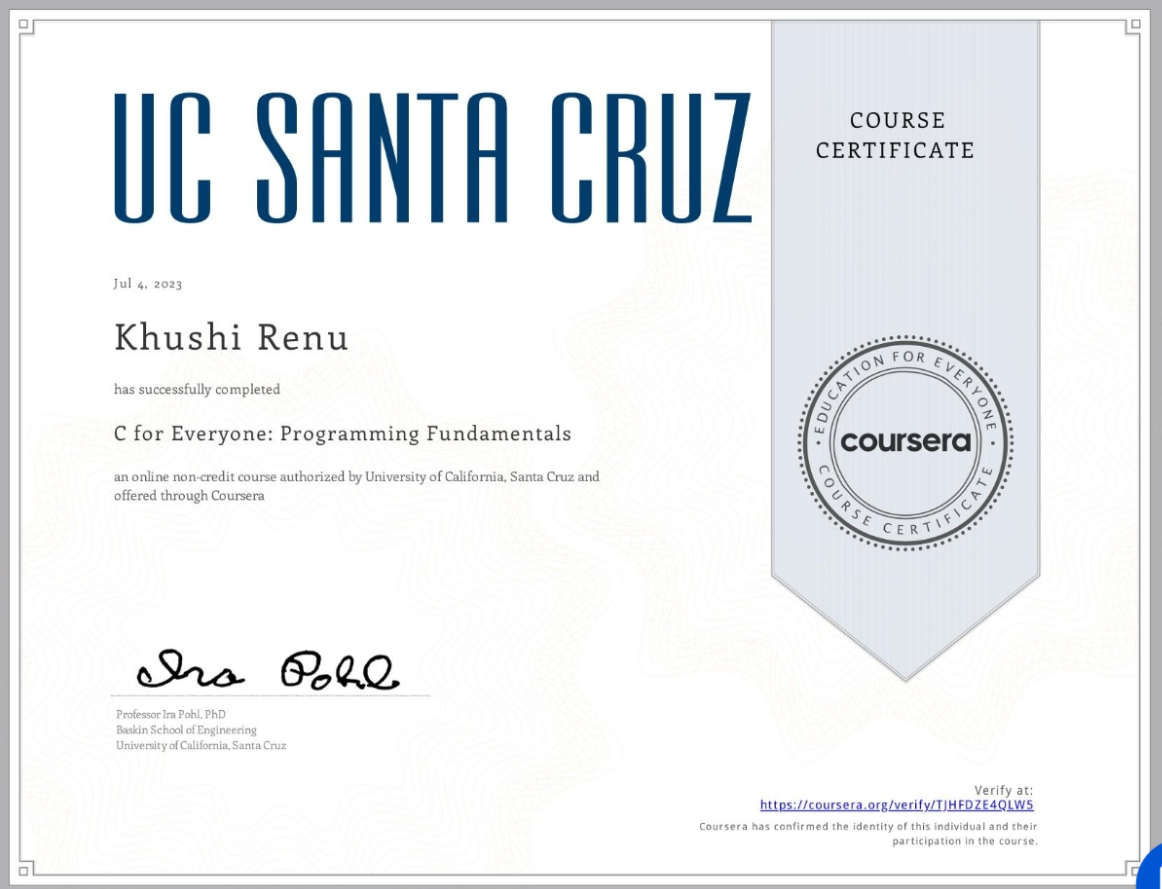 UC SANTA CRUZ
COURSE
CERTIFICATE
Jul 4, 2023
Khushi Renu
has successfully completed
C for Everyone: Programming Fundamentals
an online non-credit course authorized by University of California, Santa Cruz and
offered through Coursera
EDUCATION FOR EVERYONE
coursera
COURSE CERTIFICATE
Ira Pohl
Professor Ira Pohl, PhD
Baskin School of Engineering
University of California, Santa Cruz
Verify at:
https://coursera.org/verify/TJHFDZE4QLW5
Coursera has confirmed the identity of this individual and their
participation in the course.